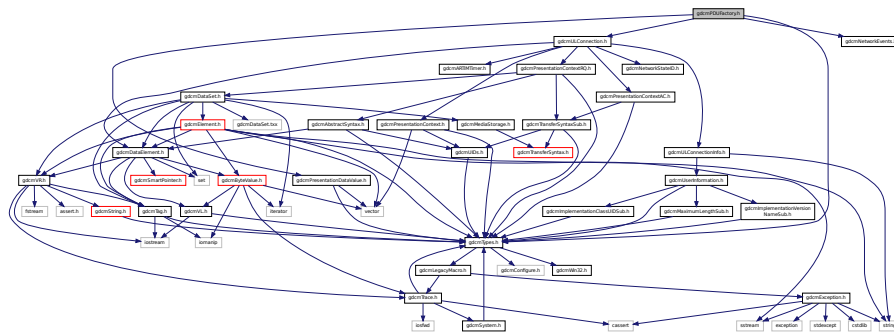 gdcmPDUFactory.h
gdcmULConnection.h
gdcmNetworkEvents.h
gdcmARTIMTimer.h
gdcmPresentationContextRQ.h
gdcmNetworkStateID.h
gdcmDataSet.h
gdcmPresentationContextAC.h
gdcmElement.h
gdcmDataSet.txx
gdcmAbstractSyntax.h
gdcmPresentationContext.h
gdcmMediaStorage.h
gdcmTransferSyntaxSub.h
gdcmDataElement.h
gdcmUIDs.h
gdcmTransferSyntax.h
gdcmULConnectionInfo.h
gdcmVR.h
gdcmSmartPointer.h
set
gdcmByteValue.h
gdcmPresentationDataValue.h
gdcmUserInformation.h
fstream
assert.h
gdcmString.h
gdcmTag.h
gdcmVL.h
iterator
vector
gdcmImplementationClassUIDSub.h
gdcmMaximumLengthSub.h
gdcmImplementationVersion
NameSub.h
iostream
iomanip
gdcmTypes.h
gdcmLegacyMacro.h
gdcmConfigure.h
gdcmWin32.h
gdcmTrace.h
gdcmException.h
iosfwd
gdcmSystem.h
cassert
sstream
exception
stdexcept
cstdlib